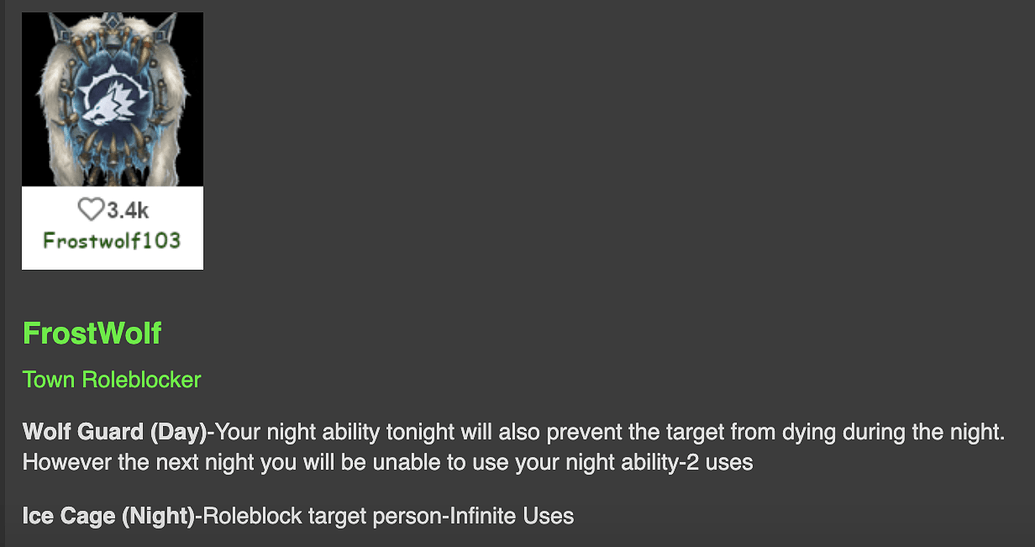 3.4k
Frostwolf103
FrostWolf
Town Roleblocker
Wolf Guard (Day)-Your night ability tonight will also prevent the target from dying during the night.
However the next night you will be unable to use your night ability-2 uses
Ice Cage (Night)-Roleblock target person-Infinite Uses